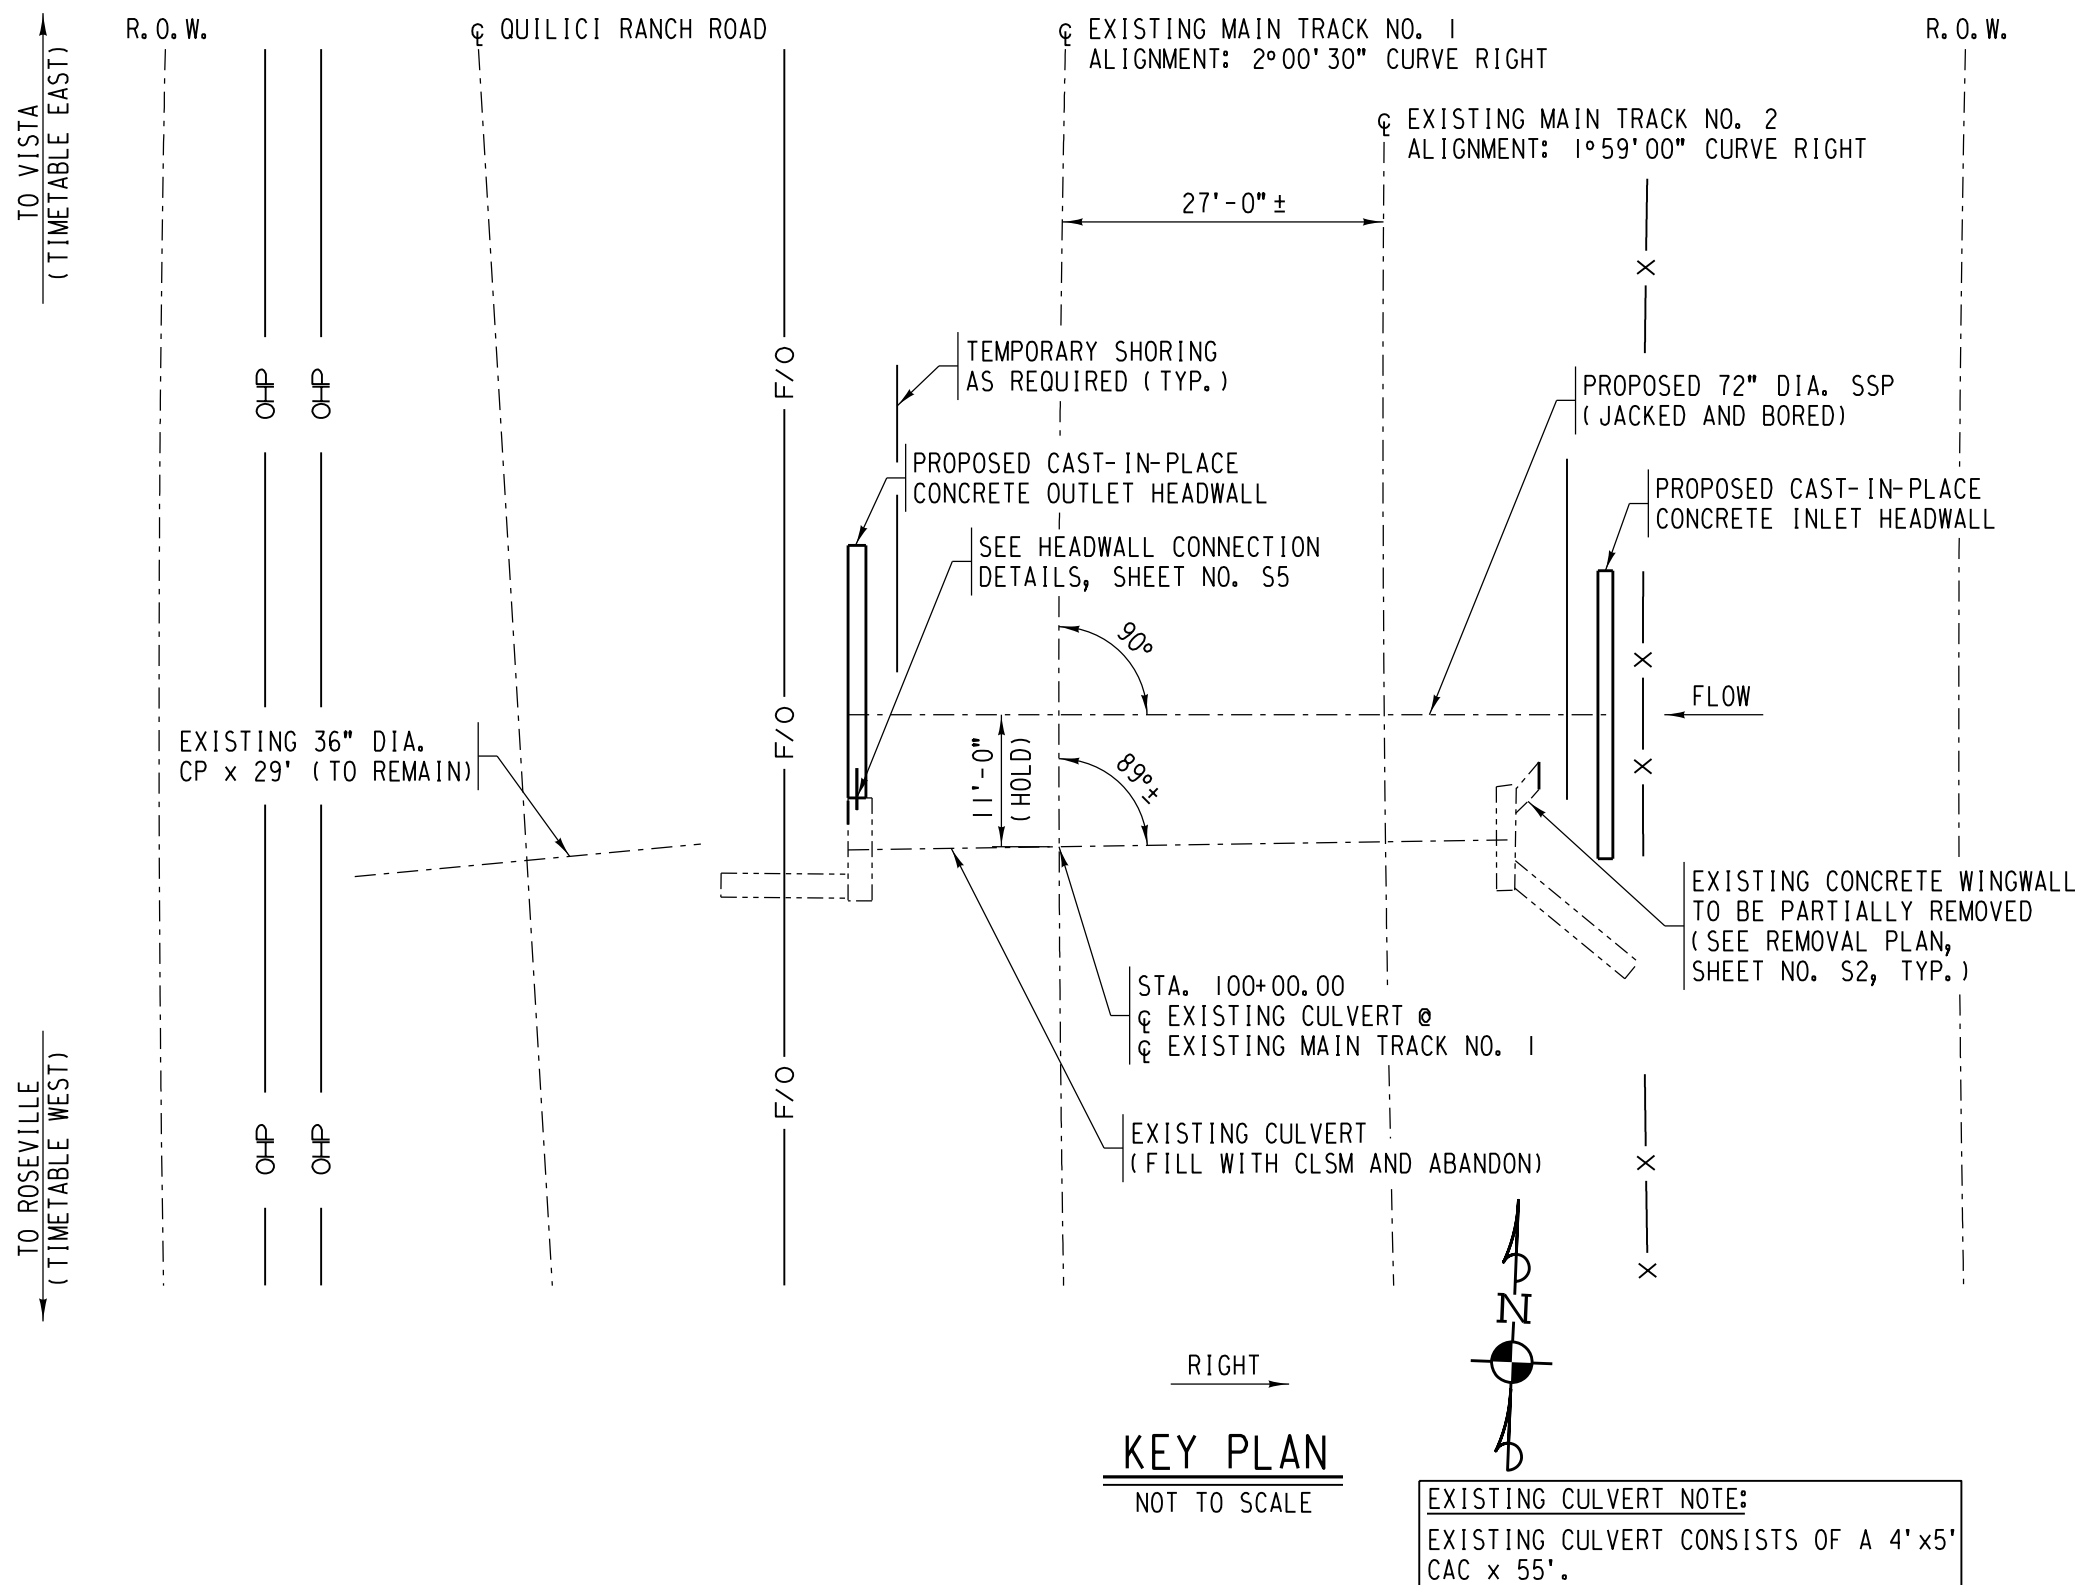 R.O.W.
℄ QUILICI RANCH ROAD
℄ EXISTING MAIN TRACK NO. 1
ALIGNMENT: 2°00'30" CURVE RIGHT
R.O.W.
℄ EXISTING MAIN TRACK NO. 2
ALIGNMENT: 1°59'00" CURVE RIGHT
TO VISTA
(TIMETABLE EAST)
27'-0"±
X
TEMPORARY SHORING
AS REQUIRED (TYP.)
F/O
OHP
OHP
PROPOSED 72" DIA. SSP
(JACKED AND BORED)
PROPOSED CAST-IN-PLACE
CONCRETE OUTLET HEADWALL
PROPOSED CAST-IN-PLACE
CONCRETE INLET HEADWALL
SEE HEADWALL CONNECTION
DETAILS, SHEET NO. S5
90°
X
FLOW
F/O
EXISTING 36" DIA.
CP x 29' (TO REMAIN)
11'-0"
(HOLD)
89°±
X
EXISTING CONCRETE WINGWALL
TO BE PARTIALLY REMOVED
(SEE REMOVAL PLAN,
SHEET NO. S2, TYP.)
STA. 100+00.00
℄ EXISTING CULVERT @
℄ EXISTING MAIN TRACK NO. 1
F/O
TO ROSEVILLE
(TIMETABLE WEST)
OHP
OHP
EXISTING CULVERT
(FILL WITH CLSM AND ABANDON)
X
X
N
RIGHT
KEY PLAN
NOT TO SCALE
EXISTING CULVERT NOTE:
EXISTING CULVERT CONSISTS OF A 4'x5'
CAC x 55'.